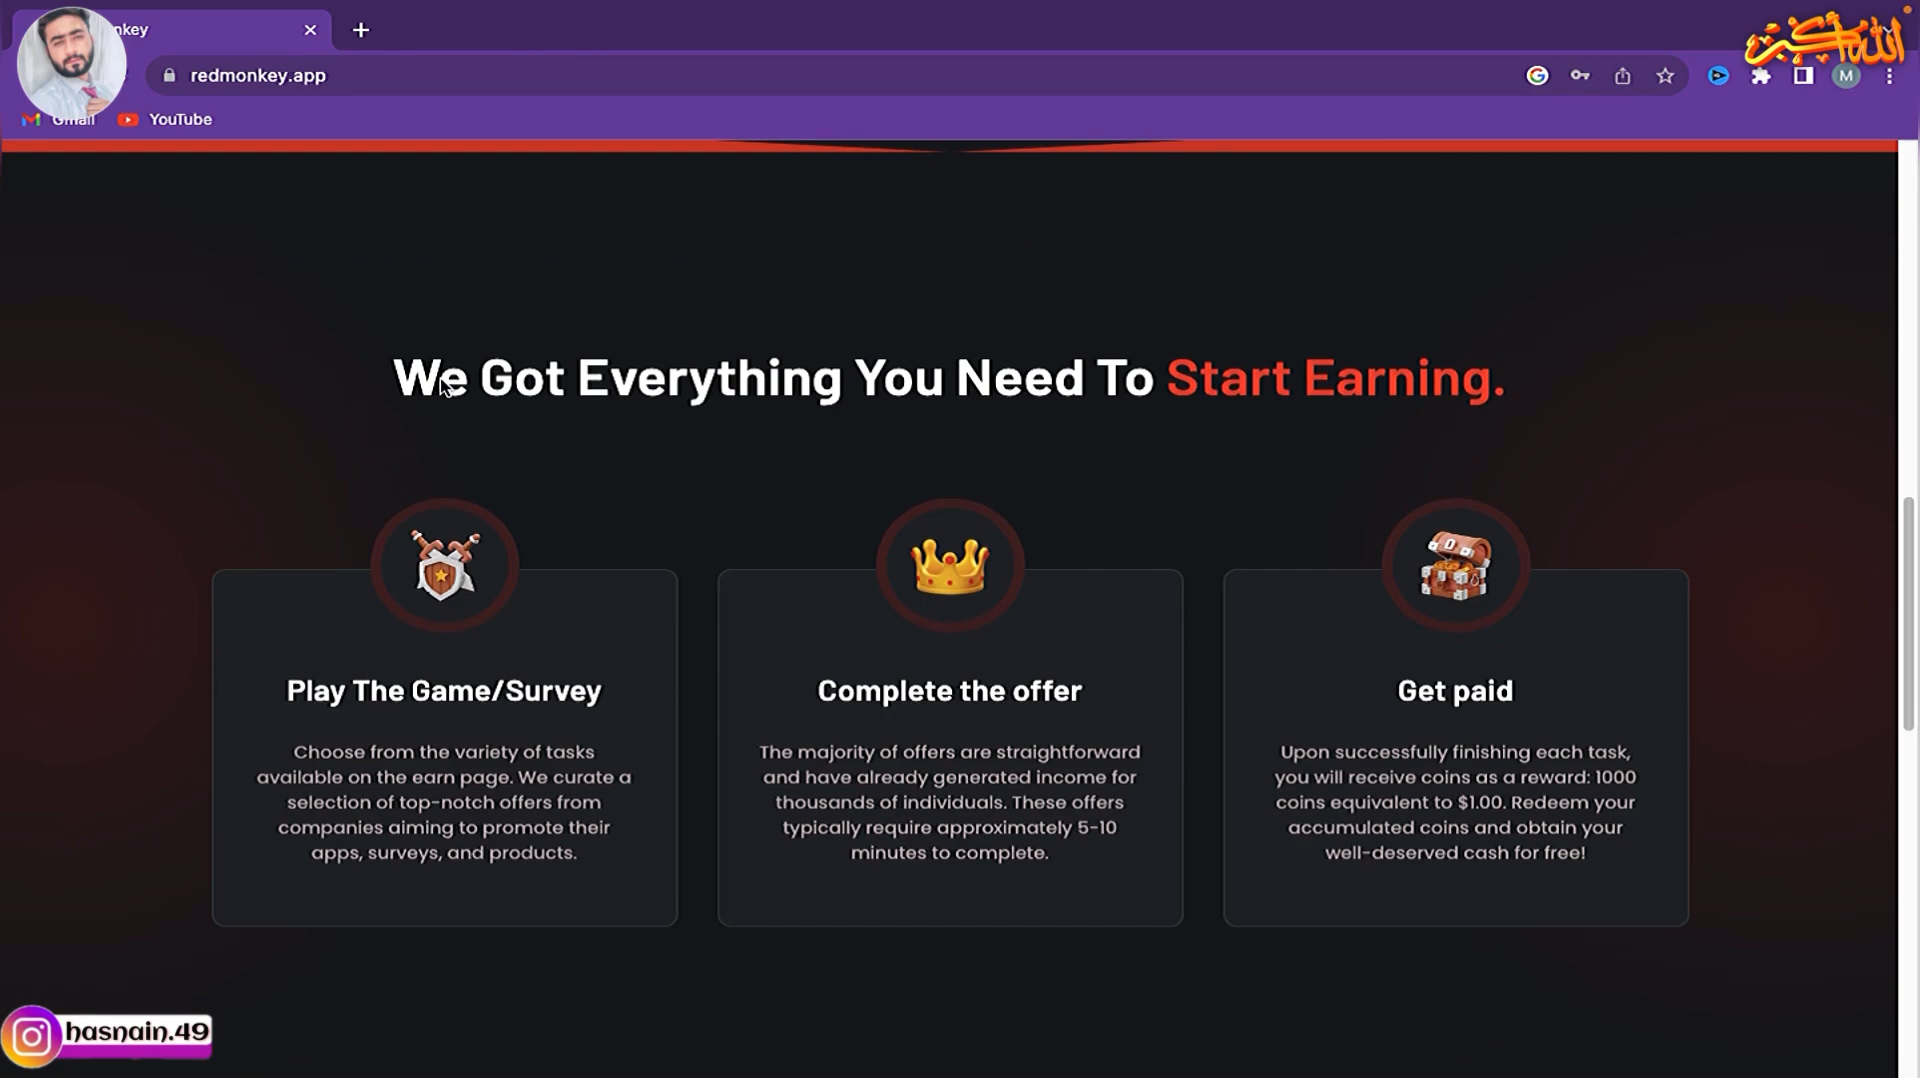 nkey
redmonkey.app
M
Gmail
YouTube
الله أكبر
We Got Everything You Need To Start Earning.
Play The Game/Survey
Choose from the variety of tasks
available on the earn page. We curate a
selection of top-notch offers from
companies aiming to promote their
apps, surveys, and products.
Complete the offer
The majority of offers are straightforward
and have already generated income for
thousands of individuals. These offers
typically require approximately 5-10
minutes to complete.
Get paid
Upon successfully finishing each task,
you will receive coins as a reward: 1000
coins equivalent to $1.00. Redeem your
accumulated coins and obtain your
well-deserved cash for free!
hasnain.49